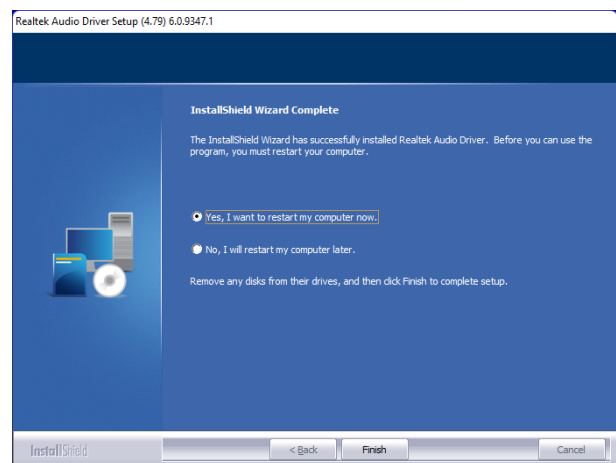 Realtek Audio Driver Setup (4.79) 6.0.9347.1
InstallShield Wizard Complete
The InstallShield Wizard has successfully installed Realtek Audio Driver. Before you can use the
program, you must restart your computer.
Yes, I want to restart my computer now.
No, I will restart my computer later.
Remove any disks from their drives, and then click Finish to complete setup.
InstallShield
< Back
Finish
Cancel